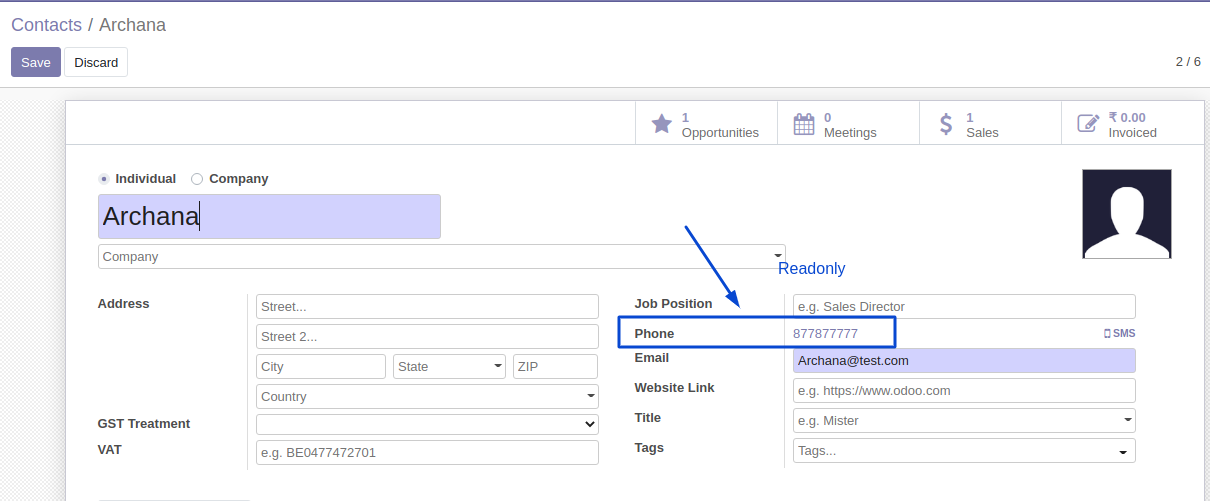 Contacts / Archana
Save Discard
2 / 6
1
Opportunities
0
Meetings
$ 1
Sales
₹ 0.00
Invoiced
Individual Company
Archana
Company
Readonly
Address
Street...
Street 2...
City State ZIP
Country
GST Treatment
VAT e.g. BE0477472701
Job Position e.g. Sales Director
Phone 877877777 SMS
Email Archana@test.com
Website Link e.g. https://www.odoo.com
Title e.g. Mister
Tags Tags...